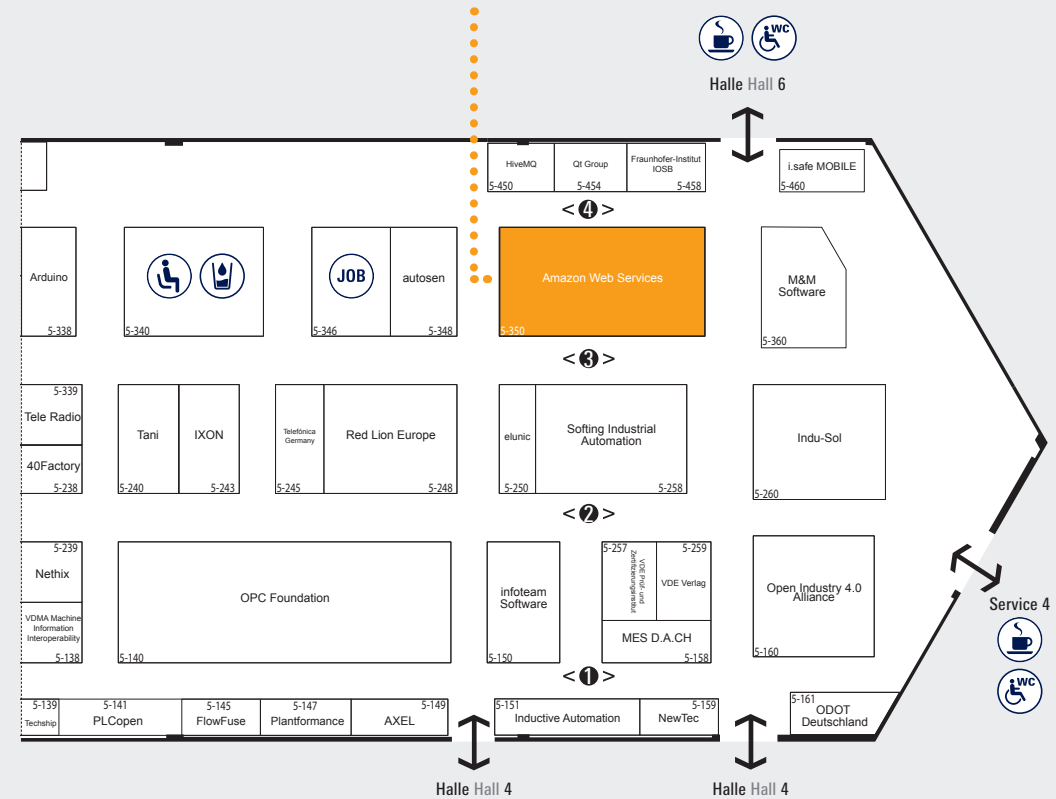 WC
Halle Hall 6
HiveMQ
5-450
Qt Group
5-454
Fraunhofer-Institut
IOSB
5-458
i.safe MOBILE
5-460
< 4 >
Arduino
5-338
5-340
JOB
5-346
autosen
5-348
Amazon Web Services
5-350
M&M
Software
5-360
< 3 >
5-339
Tele Radio
40Factory
5-238
Tani
5-240
IXON
5-243
Telefónica
Germany
5-245
Red Lion Europe
5-248
elunic
5-250
Softing Industrial
Automation
5-258
Indu-Sol
5-260
< 2 >
5-239
Nethix
VDMA Machine
Information
Interoperability
5-138
OPC Foundation
5-140
infoteam
Software
5-150
5-257
VDE Prüf- und
Zertifizierungsinstitut
5-259
VDE Verlag
MES D.A.CH
5-158
Open Industry 4.0
Alliance
5-160
Service 4
WC
< 1 >
5-139
Techship
5-141
PLCopen
5-145
FlowFuse
5-147
Plantformance
5-149
AXEL
5-151
Inductive Automation
5-159
NewTec
5-161
ODOT
Deutschland
Halle Hall 4
Halle Hall 4